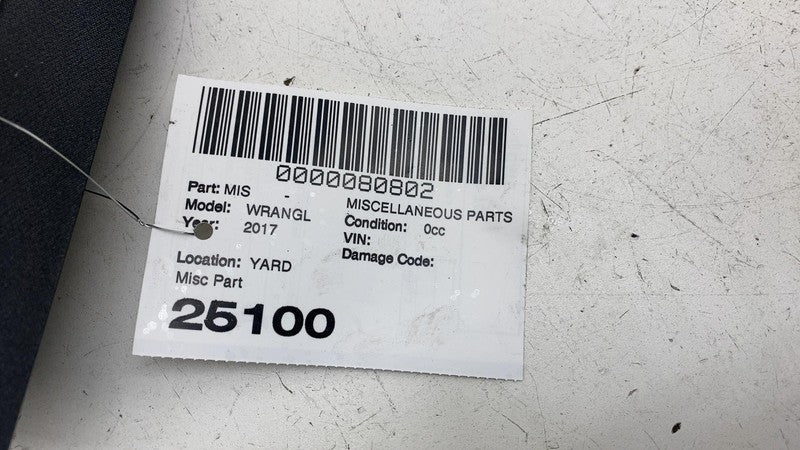 0000080802
Part: MIS - MISCELLANEOUS PARTS
Model: WRANGL Condition: 0cc
Year: 2017 VIN:
Damage Code:
Location: YARD
Misc Part
25100